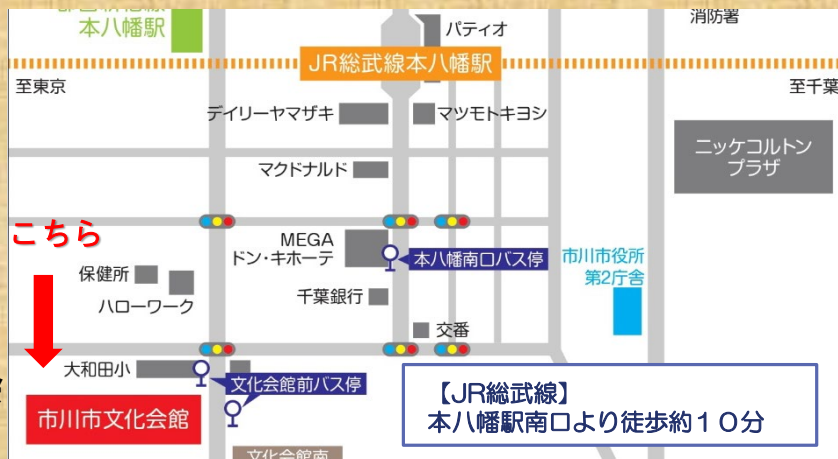 本八幡駅
パティオ
消防署
JR総武線本八幡駅
至東京
至千葉
デイリーヤマザキ
マツモトキヨシ
ニッケコルトン
プラザ
マクドナルド
こちら
MEGA
ドン・キホーテ
本八幡南口バス停
市川市役所
第2庁舎
保健所
ハローワーク
千葉銀行
交番
大和田小
文化会館前バス停
市川市文化会館
【JR総武線】
本八幡駅南口より徒歩約10分